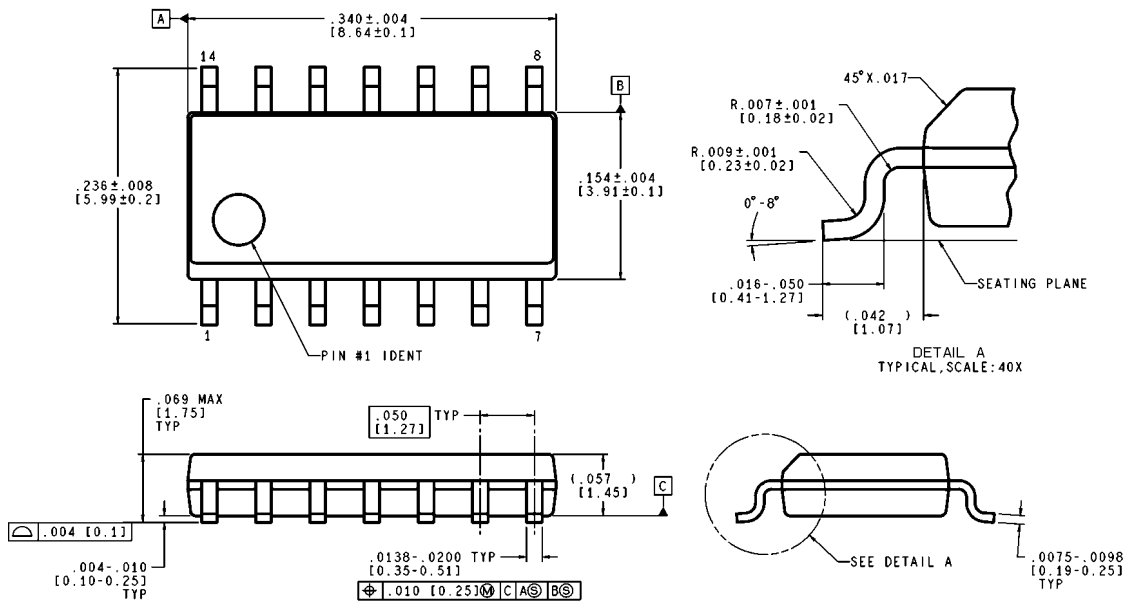 A
.340±.004
[8.64±0.1]
14
8
B
.236±.008
[5.99±0.2]
.154±.004
[3.91±0.1]
1
7
PIN #1 IDENT
45°X.017
R.007±.001
[0.18±0.02]
R.009±.001
[0.23±0.02]
0°-8°
SEATING PLANE
.016-.050
[0.41-1.27]
(.042 )
[1.07]
DETAIL A
TYPICAL,SCALE:40X
.069 MAX
[1.75]
TYP
.050 TYP
[1.27]
(.057 )
[1.45]
C
.004 [0.1]
.004-.010
[0.10-0.25]
TYP
.0138-.0200 TYP
[0.35-0.51]
.010 [0.25]Ⓜ C AⓈ BⓈ
SEE DETAIL A
.0075-.0098
[0.19-0.25]
TYP